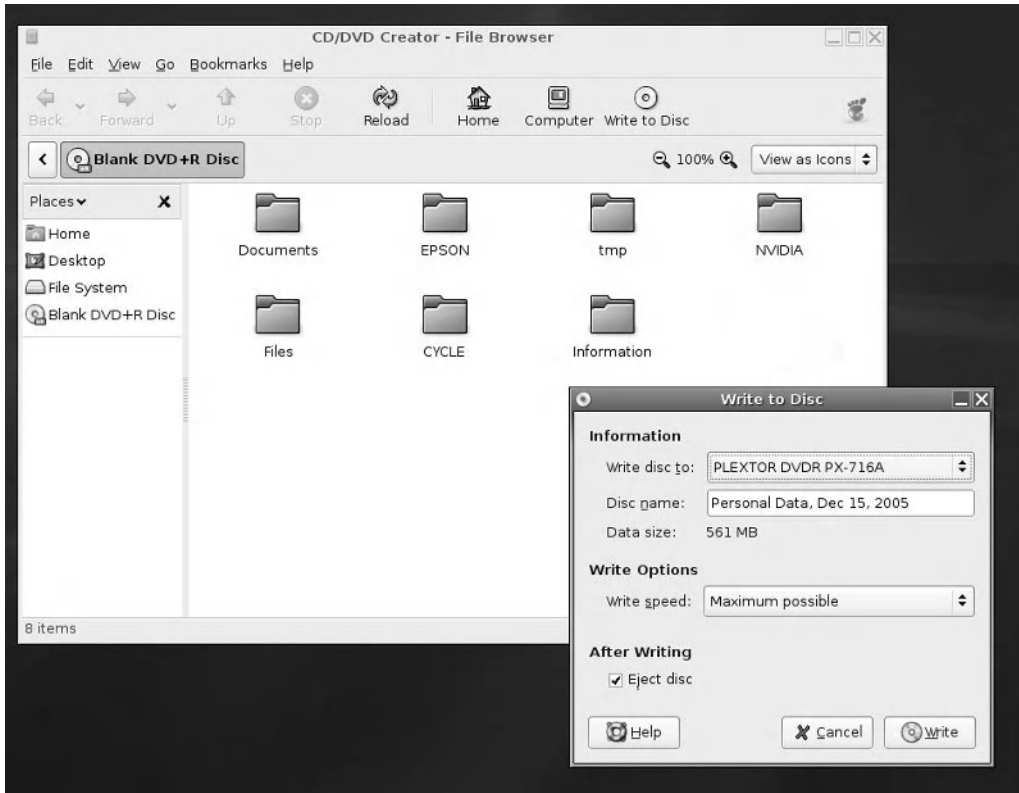 CD/DVD Creator - File Browser
File Edit View Go Bookmarks Help
Back Forward Up Stop Reload Home Computer Write to Disc
Blank DVD+R Disc 100% View as Icons
Places
Home
Desktop
File System
Blank DVD+R Disc
Documents EPSON tmp NVIDIA
Files CYCLE Information
8 items
Write to Disc
Information
Write disc to: PLEXTOR DVDR PX-716A
Disc name: Personal Data, Dec 15, 2005
Data size: 561 MB
Write Options
Write speed: Maximum possible
After Writing
Eject disc
Help Cancel Write